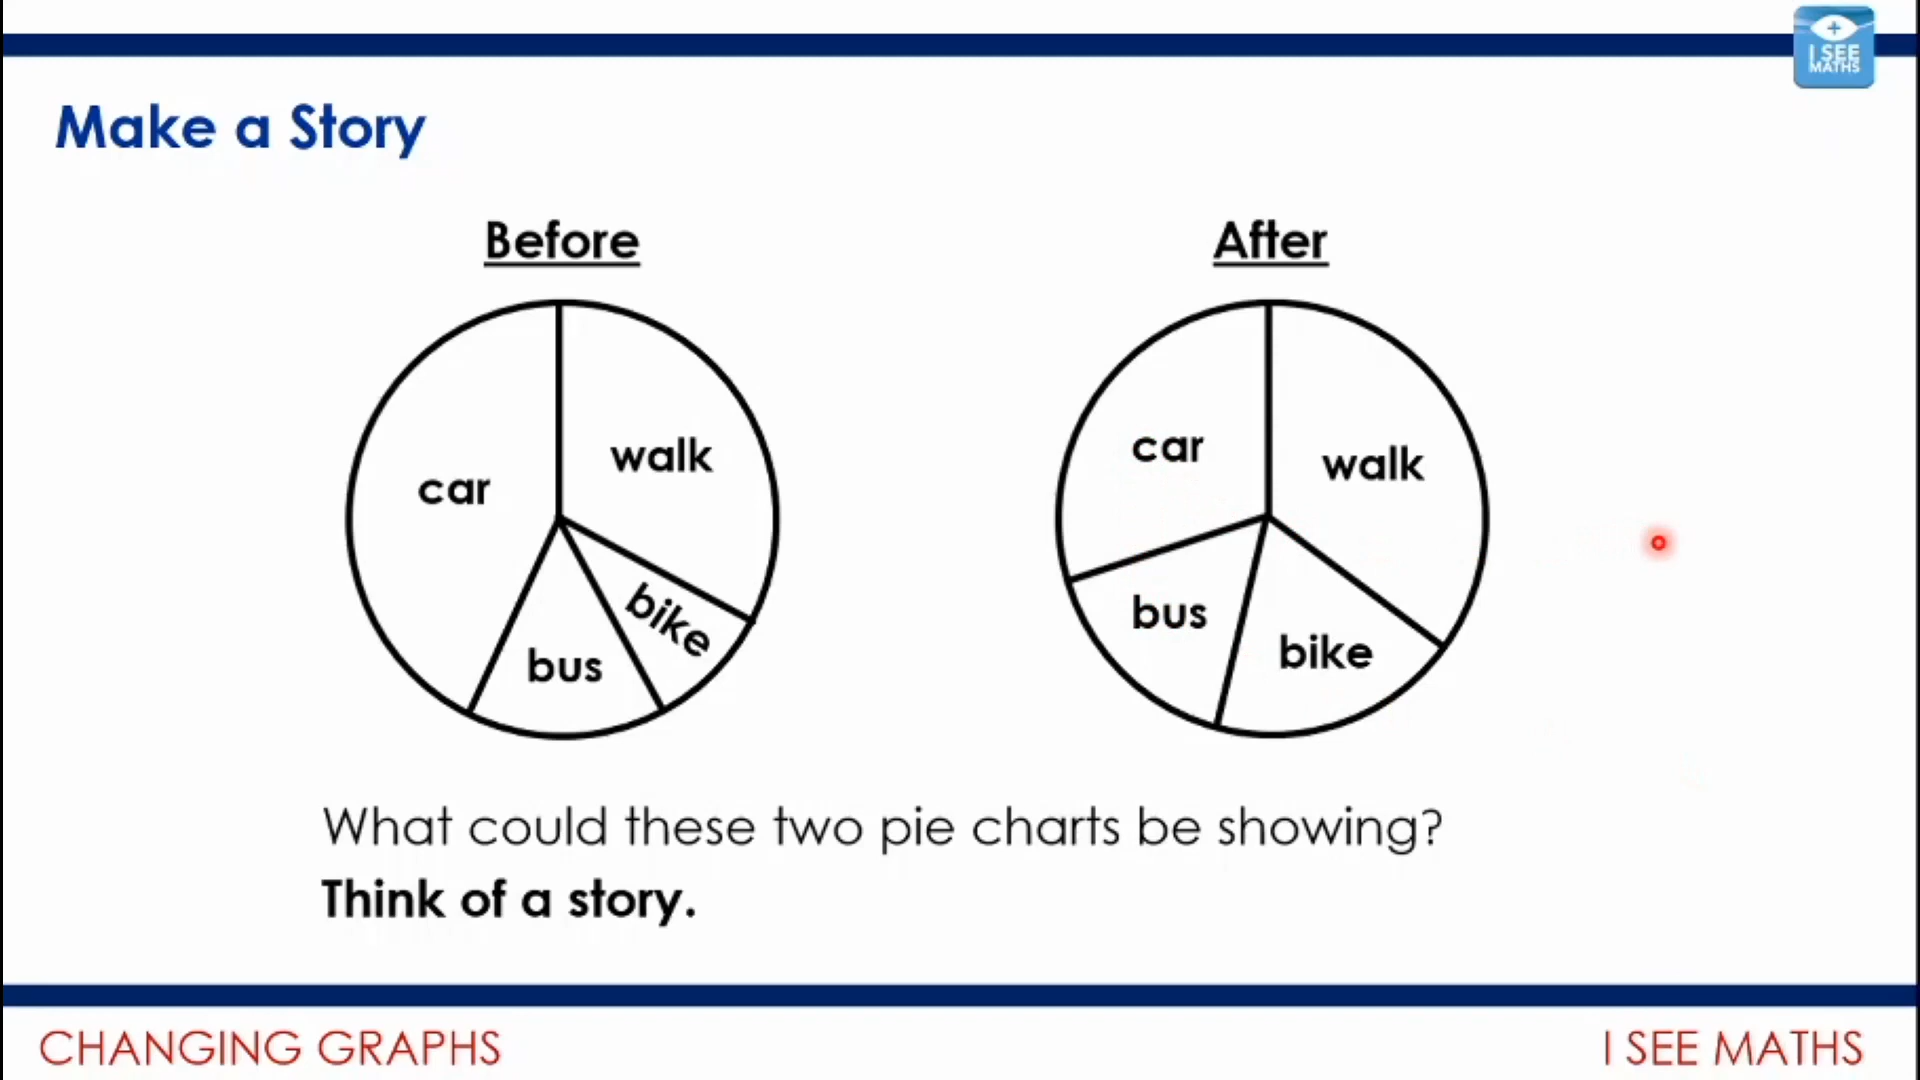 I SEE
MATHS
Make a Story
Before
After
car
walk
bike
bus
car
walk
bus
bike
What could these two pie charts be showing?
Think of a story.
CHANGING GRAPHS
I SEE MATHS